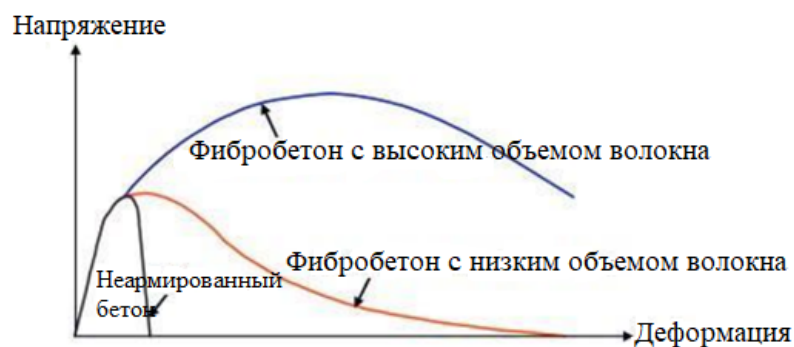 Напряжение
Фибробетон с высоким объемом волокна
Фибробетон с низким объемом волокна
Неармированный
бетон
Деформация